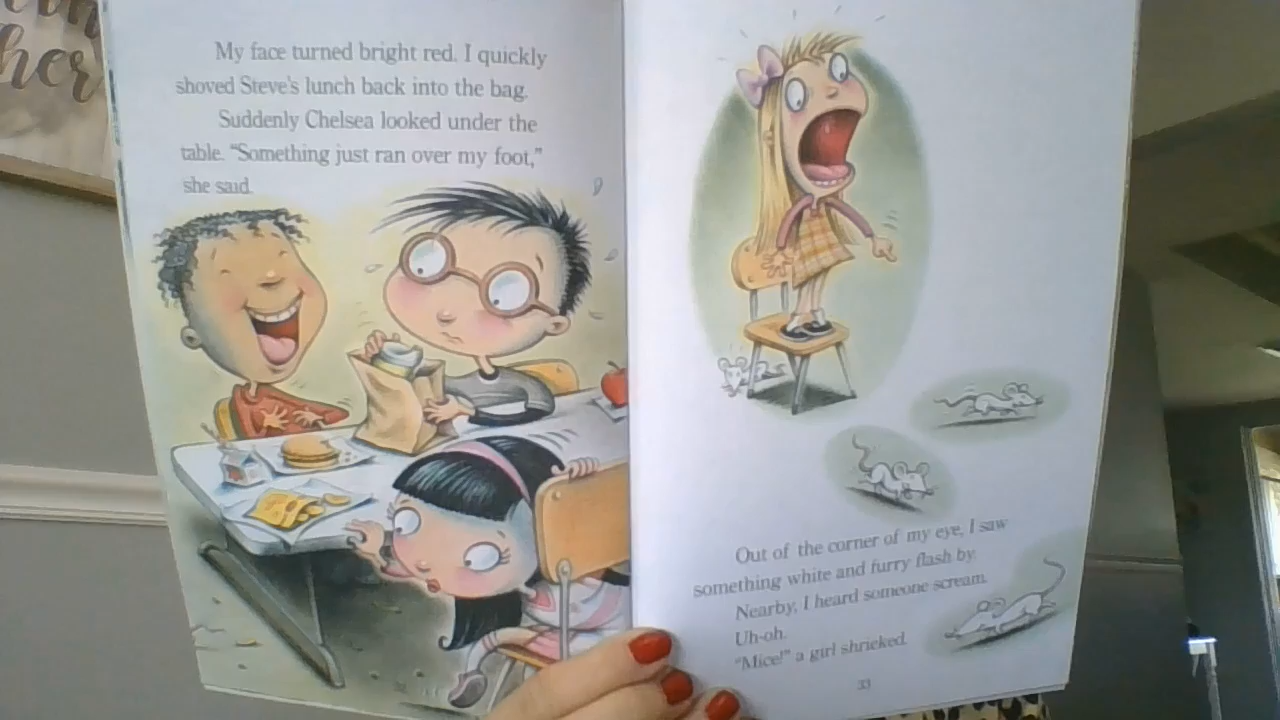 My face turned bright red. I quickly
shoved Steve's lunch back into the bag.
Suddenly Chelsea looked under the
table. "Something just ran over my foot,"
she said.
Out of the corner of my eye, I saw
something white and furry flash by.
Nearby, I heard someone scream.
Uh-oh.
"Mice!" a girl shrieked.
33